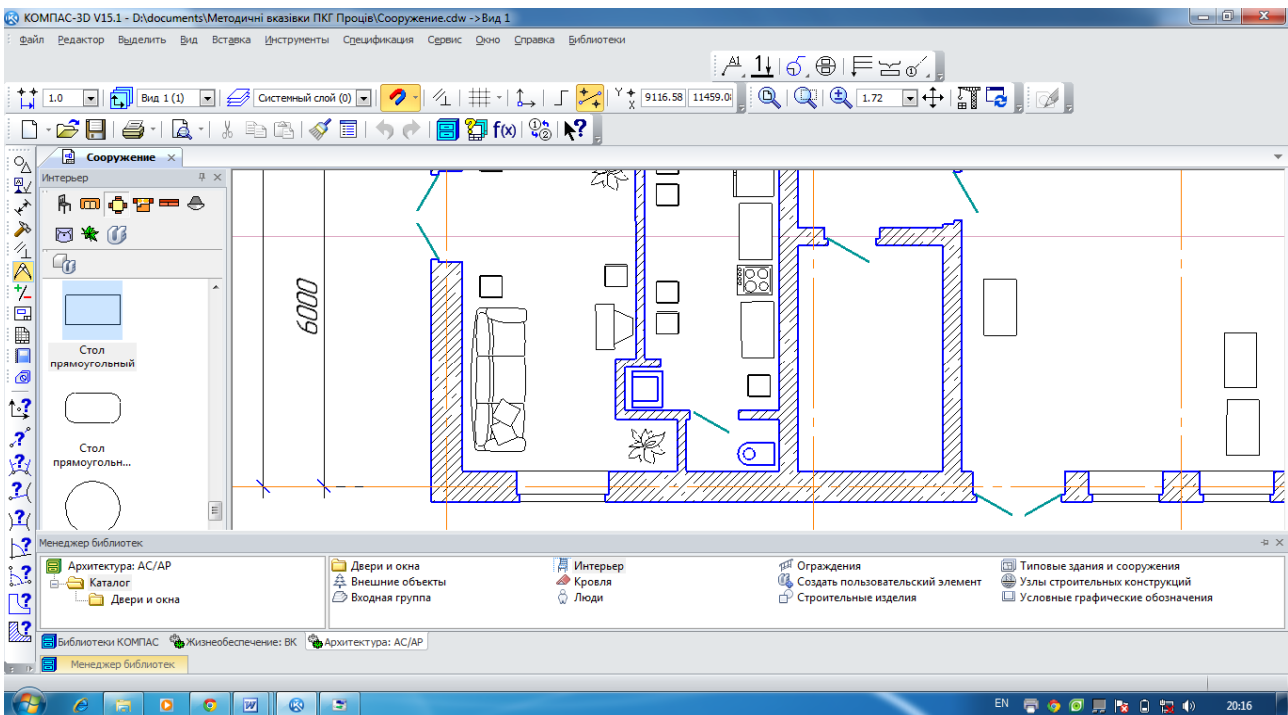 КОМПАС-3D V15.1 - D:\documents\Методичні вказівки ПКГ Проців\Сооружение.cdw ->Вид 1
Файл Редактор Выделить Вид Вставка Инструменты Спецификация Сервис Окно Справка Библиотеки
1.0 Вид 1 (1) Системный слой (0) 9116.58 11459.0 1.72
f(x)
Сооружение
Интерьер
Стол
прямоугольный
Стол
прямоугольн...
6000
Менеджер библиотек
Архитектура: АС/АР
Каталог
Двери и окна
Двери и окна
Внешние объекты
Входная группа
Интерьер
Кровля
Люди
Ограждения
Создать пользовательский элемент
Строительные изделия
Типовые здания и сооружения
Узлы строительных конструкций
Условные графические обозначения
Библиотеки КОМПАС Жизнеобеспечение: ВК Архитектура: АС/АР
Менеджер библиотек
EN 20:16